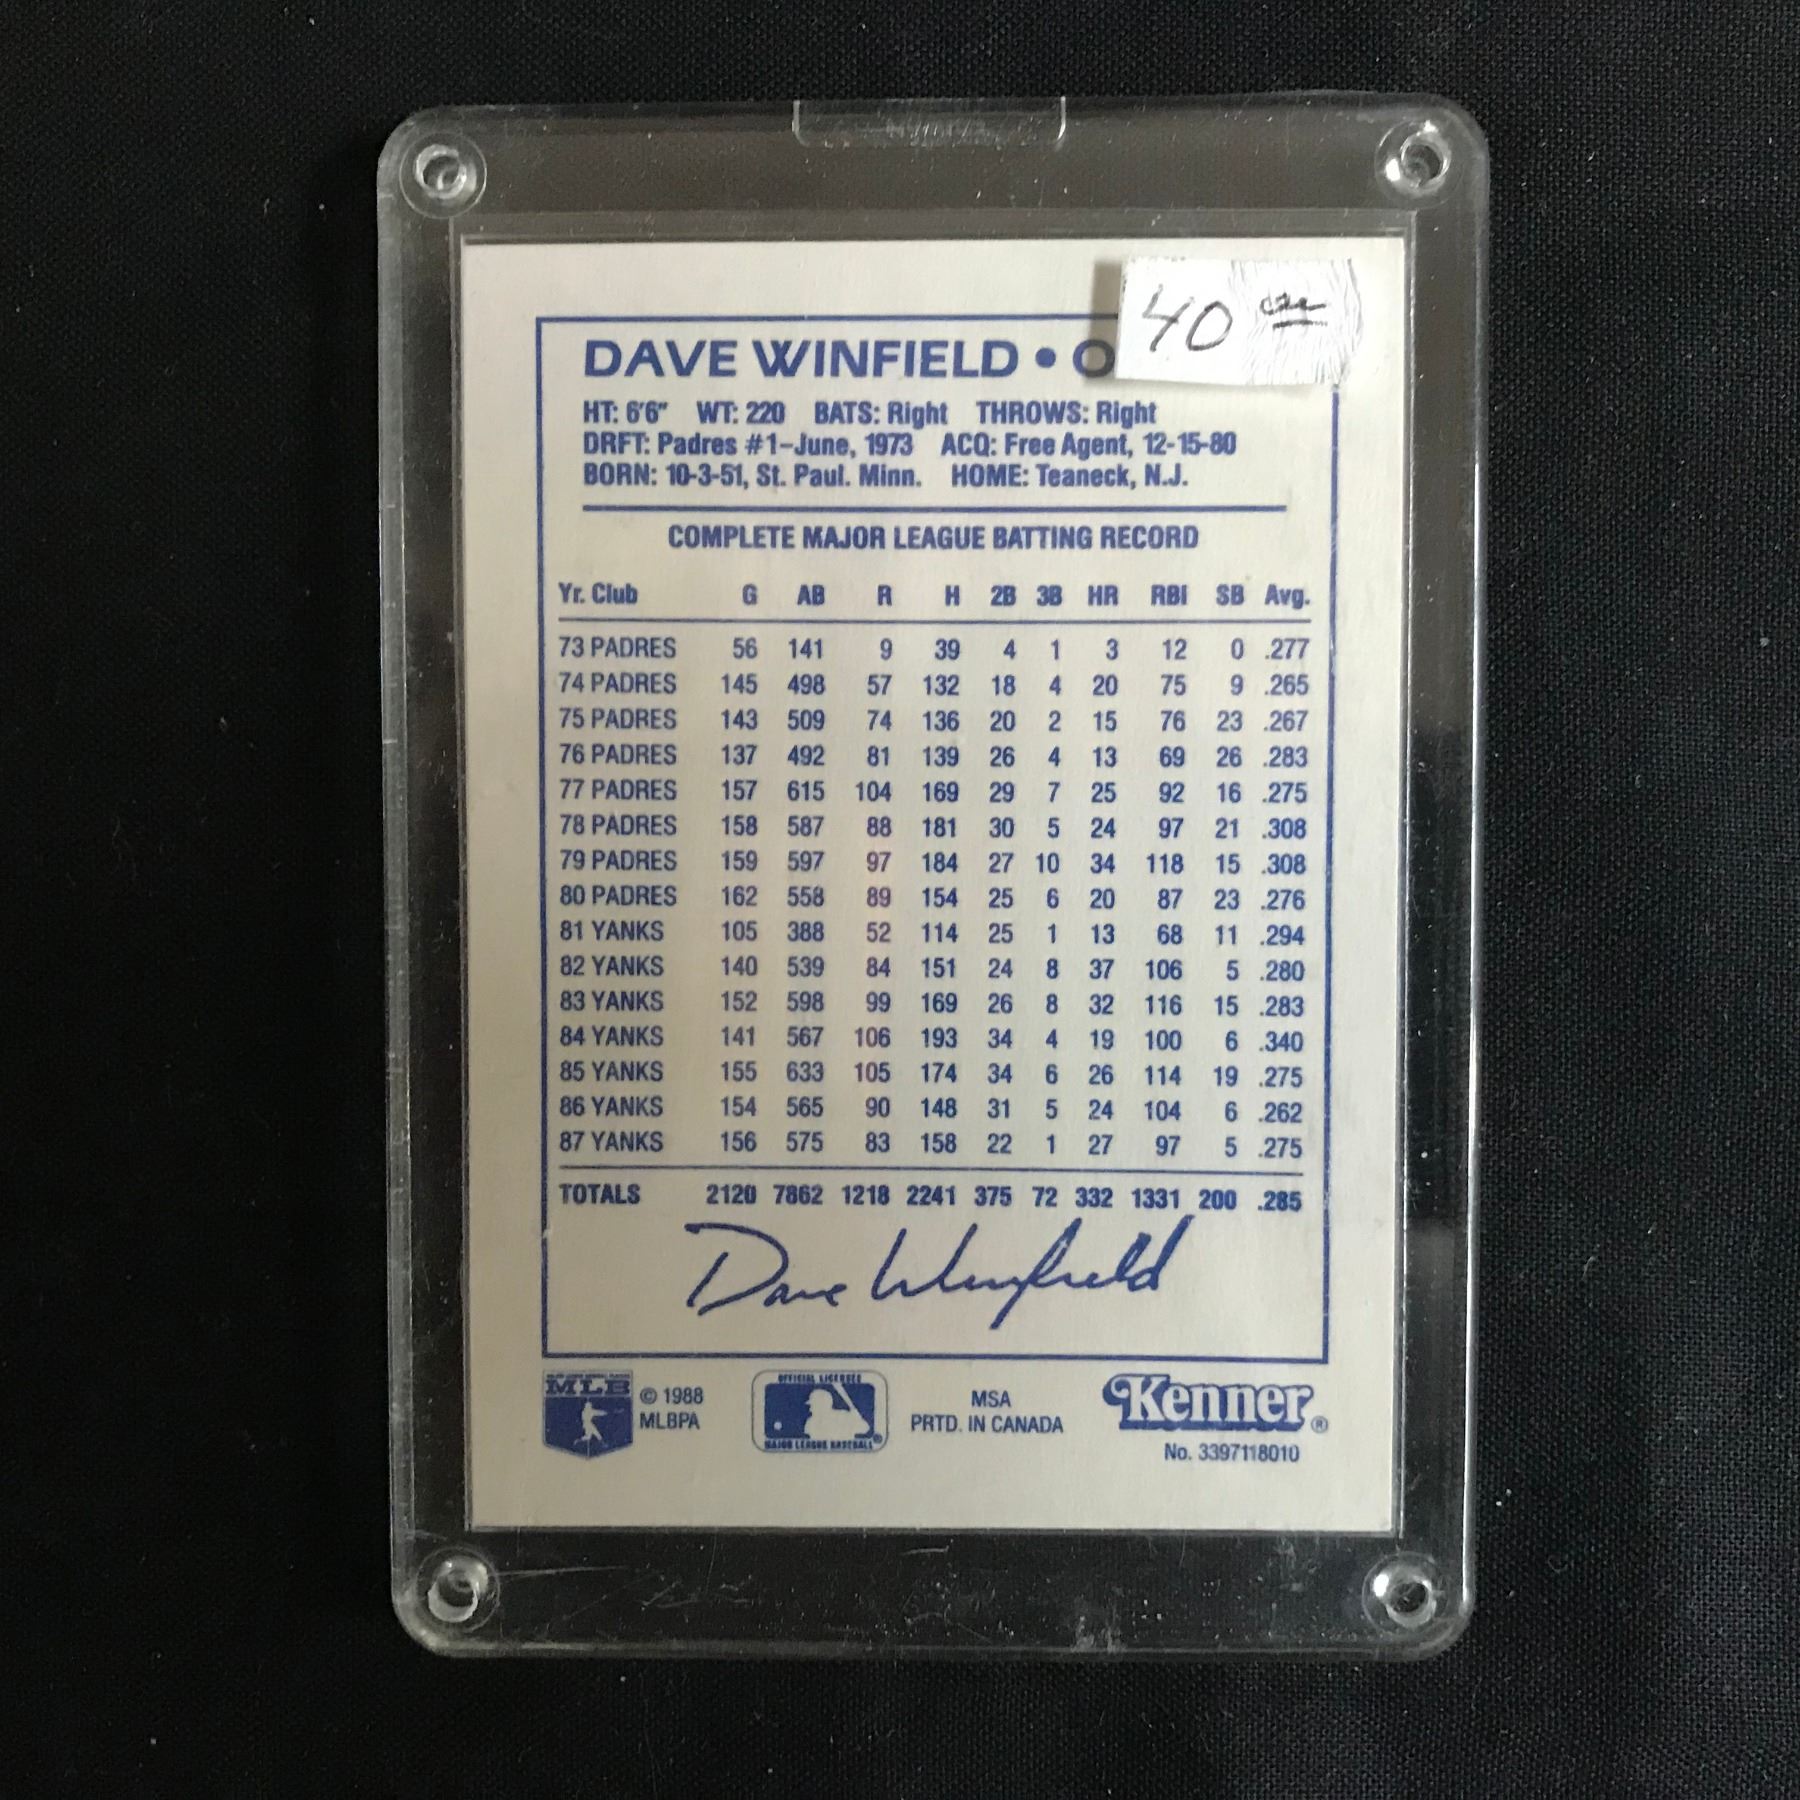 40
DAVE WINFIELD • O
HT: 6'6" WT: 220 BATS: Right THROWS: Right
DRFT: Padres #1–June, 1973 ACQ: Free Agent, 12-15-80
BORN: 10-3-51, St. Paul. Minn. HOME: Teaneck, N.J.
COMPLETE MAJOR LEAGUE BATTING RECORD
Yr. Club G AB R H 2B 3B HR RBI SB Avg.
73 PADRES 56 141 9 39 4 1 3 12 0 .277
74 PADRES 145 498 57 132 18 4 20 75 9 .265
75 PADRES 143 509 74 136 20 2 15 76 23 .267
76 PADRES 137 492 81 139 26 4 13 69 26 .283
77 PADRES 157 615 104 169 29 7 25 92 16 .275
78 PADRES 158 587 88 181 30 5 24 97 21 .308
79 PADRES 159 597 97 184 27 10 34 118 15 .308
80 PADRES 162 558 89 154 25 6 20 87 23 .276
81 YANKS 105 388 52 114 25 1 13 68 11 .294
82 YANKS 140 539 84 151 24 8 37 106 5 .280
83 YANKS 152 598 99 169 26 8 32 116 15 .283
84 YANKS 141 567 106 193 34 4 19 100 6 .340
85 YANKS 155 633 105 174 34 6 26 114 19 .275
86 YANKS 154 565 90 148 31 5 24 104 6 .262
87 YANKS 156 575 83 158 22 1 27 97 5 .275
TOTALS 2120 7862 1218 2241 375 72 332 1331 200 .285
Dave Winfield
MLB © 1988
MLBPA
OFFICIAL LICENSEE
MAJOR LEAGUE BASEBALL®
MSA
PRTD. IN CANADA
Kenner®
No. 3397118010